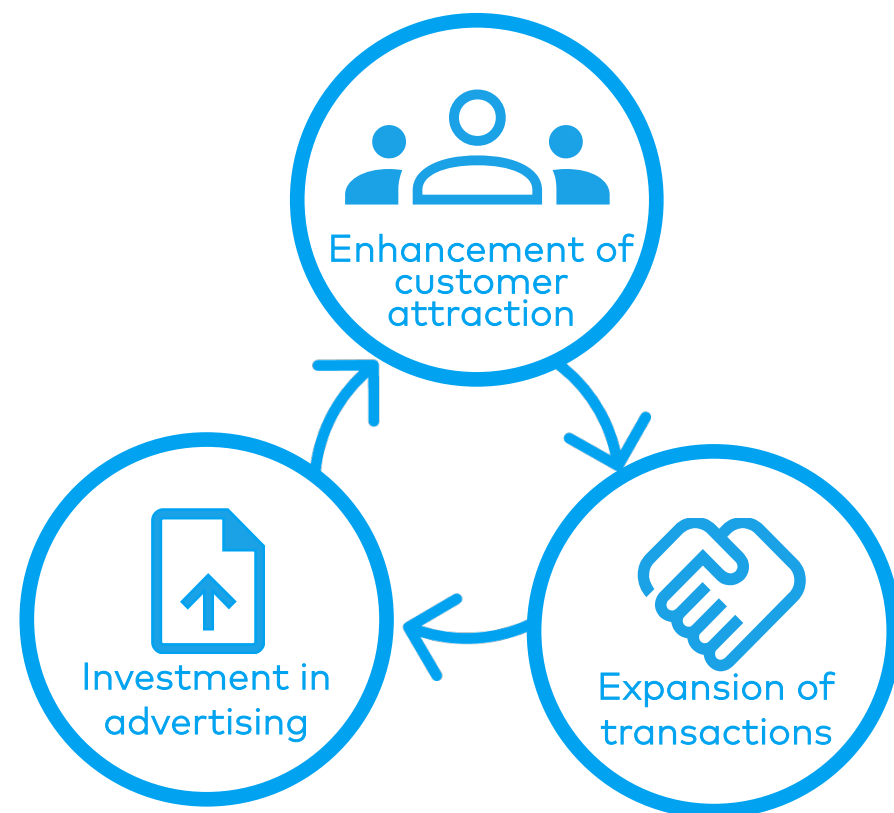 Enhancement of
customer
attraction
Investment in
advertising
Expansion of
transactions